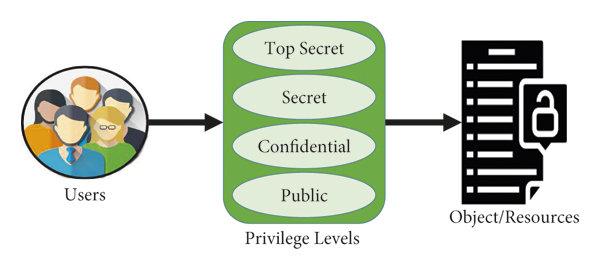 Top Secret
Secret
Confidential
Public
Users
Privilege Levels
Object/Resources